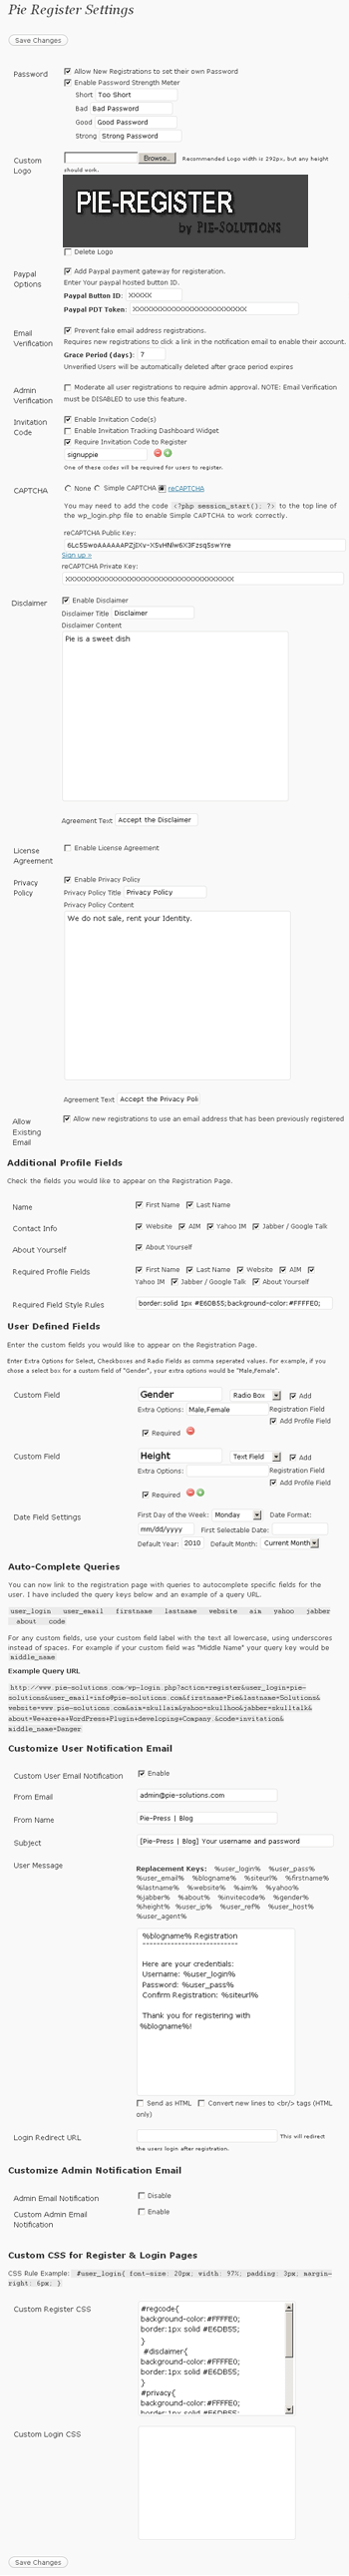 Pie Register Settings
Save Changes
Password
Allow New Registrations to set their own Password
Enable Password Strength Meter
Short Too Short
Bad Bad Password
Good Good Password
Strong Strong Password
Custom Logo
Browse... Recommended Logo width is 292px, but any height
should work.
PIE-REGISTER
by PIE-SOLUTIONS
Delete Logo
Paypal Options
Add Paypal payment gateway for registeration.
Enter Your paypal hosted button ID.
Paypal Button ID: XXXXX
Paypal PDT Token:
Email Verification
Prevent fake email address registrations.
Requires new registrations to click a link in the notification email to enable their account.
Grace Period (days): 7
Unverified Users will be automatically deleted after grace period expires
Admin Verification
Moderate all user registrations to require admin approval. NOTE: Email Verification
must be DISABLED to use this feature.
Invitation Code
Enable Invitation Code(s)
Enable Invitation Tracking Dashboard Widget
Require Invitation Code to Register
signuppie
One of these codes will be required for users to register.
CAPTCHA
None Simple CAPTCHA reCAPTCHA
You may need to add the code <?php session_start(); ?> to the top line of
the wp_login.php file to enable Simple CAPTCHA to work correctly.
reCAPTCHA Public Key:
Sign up »
reCAPTCHA Private Key:
Disclaimer
Enable Disclaimer
Disclaimer Title Disclaimer
Disclaimer Content
Pie is a sweet dish
Agreement Text Accept the Disclaimer
License Agreement
Enable License Agreement
Privacy Policy
Enable Privacy Policy
Privacy Policy Title Privacy Policy
Privacy Policy Content
We do not sale, rent your Identity.
Agreement Text Accept the Privacy Poli
Allow Existing Email
Allow new registrations to use an email address that has been previously registered
Additional Profile Fields
Check the fields you would like to appear on the Registration Page.
Name First Name Last Name
Contact Info Website AIM Yahoo IM Jabber / Google Talk
About Yourself About Yourself
Required Profile Fields First Name Last Name Website AIM
Yahoo IM Jabber / Google Talk About Yourself
Required Field Style Rules border:solid 1px #E6DB55;background-color:#FFFFE0;
User Defined Fields
Enter the custom fields you would like to appear on the Registration Page.
Enter Extra Options for Select, Checkboxes and Radio Fields as comma seperated values. For example, if you
chose a select box for a custom field of "Gender", your extra options would be "Male,Female".
Custom Field Gender Radio Box Add
Extra Options: Male,Female Registration Field
Add Profile Field
Required
Custom Field Height Text Field Add
Extra Options: Registration Field
Add Profile Field
Required
Date Field Settings First Day of the Week: Monday Date Format:
mm/dd/yyyy First Selectable Date:
Default Year: 2010 Default Month: Current Month
Auto-Complete Queries
You can now link to the registration page with queries to autocomplete specific fields for the
user. I have included the query keys below and an example of a query URL.
user_login user_email firstname lastname website aim yahoo jabber
about code
For any custom fields, use your custom field label with the text all lowercase, using underscores
instead of spaces. For example if your custom field was "Middle Name" your query key would be
middle_name
Example Query URL
http://www.pie-solutions.com/wp-login.php?action=register&user_login=pie-
solutions&user_email=info@pie-solutions.com&firstname=Pie&lastname=Solutions&
website=www.pie-solutions.com&aim=skullaim&yahoo=skullhoo&jabber=skulltalk&
about=We+are+a+WordPress+Plugin+developing+Company.&code=invitation&
middle_name=Danger
Customize User Notification Email
Custom User Email Notification Enable
From Email admin@pie-solutions.com
From Name Pie-Press | Blog
Subject [Pie-Press | Blog] Your username and password
User Message Replacement Keys: %user_login% %user_pass%
%user_email% %blogname% %siteurl% %firstname%
%lastname% %website% %aim% %yahoo%
%jabber% %about% %invitecode% %gender%
%height% %user_ip% %user_ref% %user_host%
%user_agent%
%blogname% Registration
---------------------------
Here are your credentials:
Username: %user_login%
Password: %user_pass%
Confirm Registration: %siteurl%
Thank you for registering with
%blogname%!
Send as HTML Convert new lines to <br/> tags (HTML
only)
Login Redirect URL This will redirect
the users login after registration.
Customize Admin Notification Email
Admin Email Notification Disable
Custom Admin Email Notification Enable
Custom CSS for Register & Login Pages
CSS Rule Example: #user_login{ font-size: 20px; width: 97%; padding: 3px; margin-
right: 6px; }
Custom Register CSS
#regcode{
background-color:#FFFFE0;
border:1px solid #E6DB55;
}
#disclaimer{
background-color:#FFFFE0;
border:1px solid #E6DB55;
}
#privacy{
background-color:#FFFFE0;
border:1px solid #E6DB55;
Custom Login CSS
Save Changes